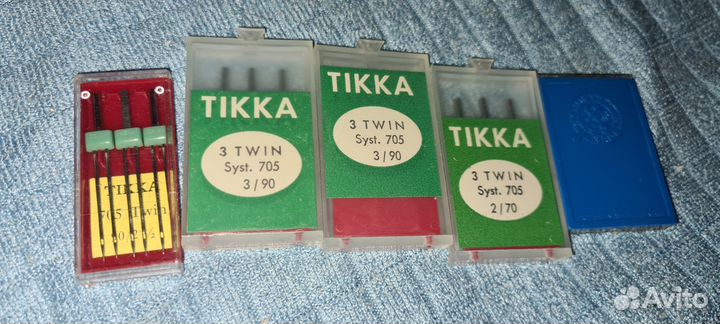 TIKKA
705 Twin
TIKKA
3 TWIN
Syst. 705
3/90
TIKKA
3 TWIN
Syst. 705
3/90
TIKKA
3 TWIN
Syst. 705
2/70
Avito